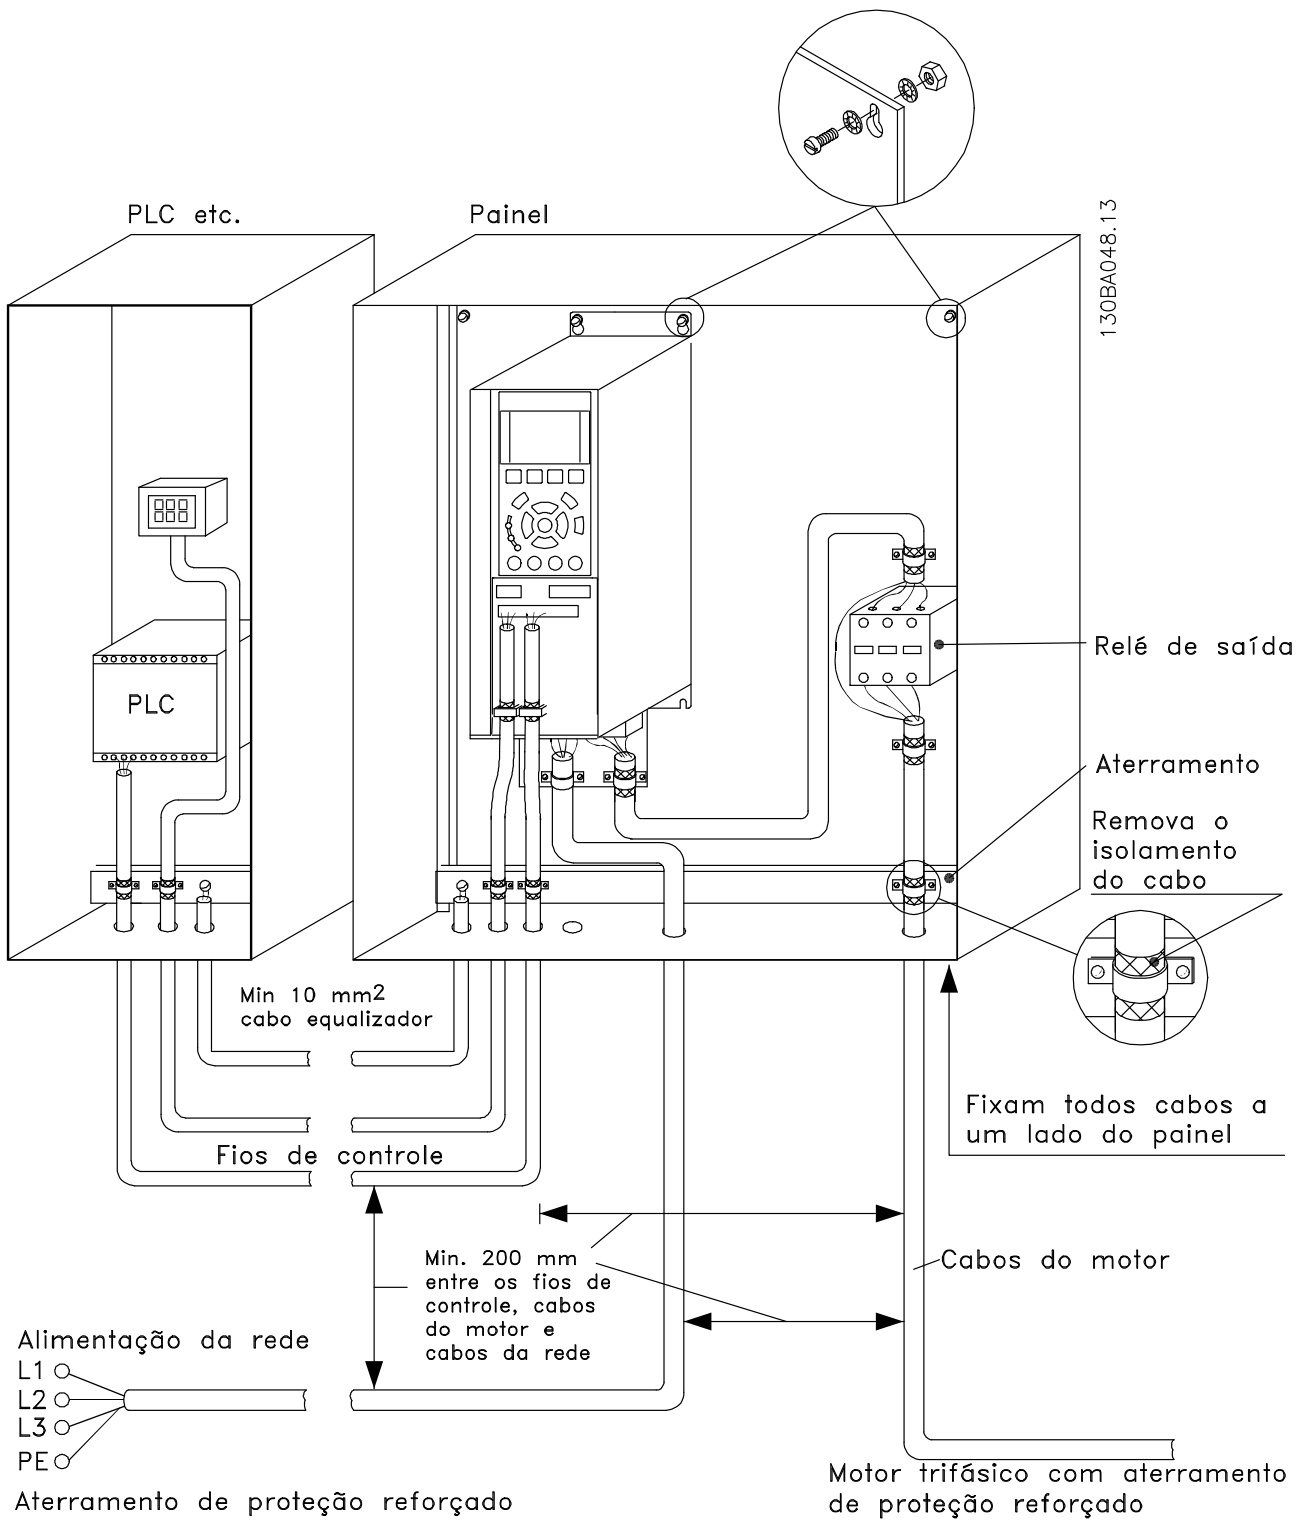 PLC etc.
Painel
130BA048.13
PLC
Relé de saída
Aterramento
Remova o
isolamento
do cabo
Min 10 mm2
cabo equalizador
Fixam todos cabos a
um lado do painel
Fios de controle
Min. 200 mm
entre os fios de
controle, cabos
do motor e
cabos da rede
Cabos do motor
Alimentação da rede
L1
L2
L3
PE
Aterramento de proteção reforçado
Motor trifásico com aterramento
de proteção reforçado